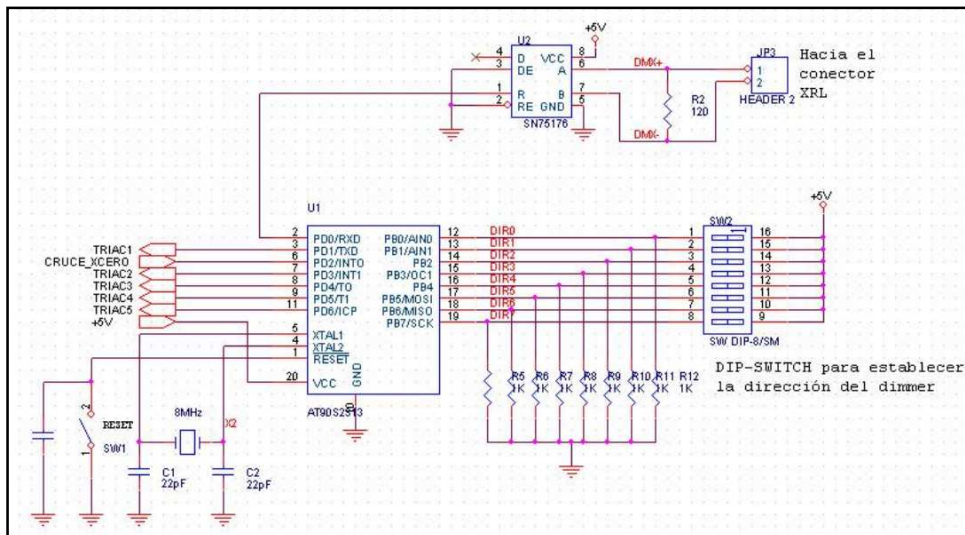 +5V
U2
4 D VCC 8
3 DE A 6
1 R B 7
2 RE GND 5
SN75176
DMX+
DMX-
R2
120
JP3
1
2
HEADER 2
Hacia el
conector
XRL
U1
2 PD0/RXD PB0/AIN0 12 DIR0
3 PD1/TXD PB1/AIN1 13 DIR1
6 PD2/INT0 PB2 14 DIR2
7 PD3/INT1 PB3/OC1 15 DIR3
8 PD4/T0 PB4 16 DIR4
9 PD5/T1 PB5/MOSI 17 DIR5
11 PD6/ICP PB6/MISO 18 DIR6
PB7/SCK 19 DIR7
5 XTAL1
4 XTAL2
1 RESET
20 VCC
GND
10
AT90S2313
TRIAC1
CRUCE_XCERO
TRIAC2
TRIAC3
TRIAC4
TRIAC5
+5V
+5V
SW2
1 16
2 15
3 14
4 13
5 12
6 11
7 10
8 9
SW DIP-8/SM
DIP-SWITCH para establecer
la dirección del dimmer
R5 R6 R7 R8 R9 R10 R11 R12
1K 1K 1K 1K 1K 1K 1K 1K
2
RESET
1
SW1
8MHz
X2
C1
22pF
C2
22pF